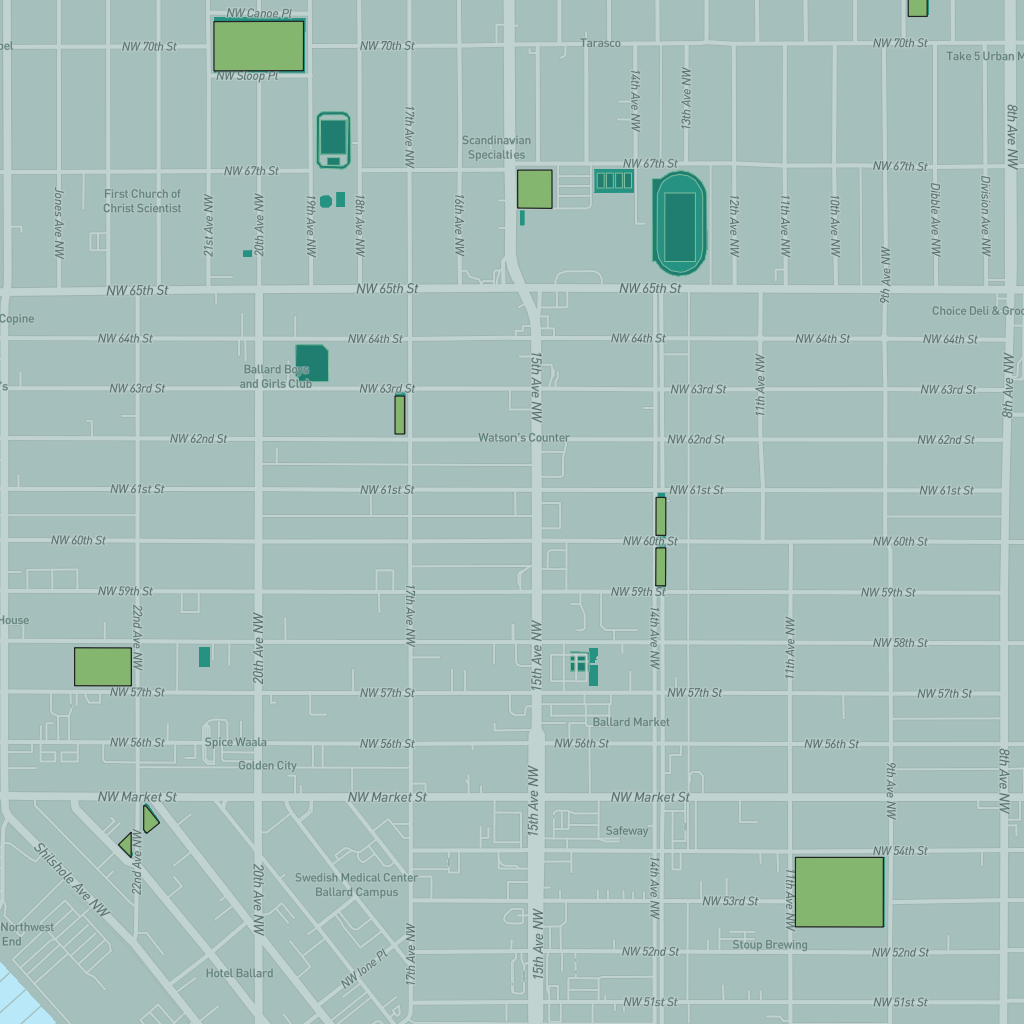 NW Canoe Pl
NW 70th St
NW 70th St
Tarasco
NW 70th St
Take 5 Urban M
NW Sloop Pl
17th Ave NW
14th Ave NW
13th Ave NW
8th Ave NW
Scandinavian
Specialties
NW 67th St
NW 67th St
NW 67th St
First Church of
Christ Scientist
Jones Ave NW
21st Ave NW
20th Ave NW
19th Ave NW
18th Ave NW
16th Ave NW
12th Ave NW
11th Ave NW
10th Ave NW
Dibble Ave NW
Division Ave NW
9th Ave NW
NW 65th St
NW 65th St
NW 65th St
Choice Deli & Groc
Copine
NW 64th St
NW 64th St
NW 64th St
NW 64th St
NW 64th St
Ballard Boys
and Girls Club
15th Ave NW
11th Ave NW
8th Ave NW
NW 63rd St
NW 63rd St
NW 63rd St
NW 63rd St
NW 62nd St
Watson's Counter
NW 62nd St
NW 62nd St
NW 61st St
NW 61st St
NW 61st St
NW 61st St
NW 60th St
NW 60th St
NW 60th St
NW 59th St
NW 59th St
NW 59th St
House
22nd Ave NW
20th Ave NW
17th Ave NW
15th Ave NW
14th Ave NW
11th Ave NW
NW 58th St
NW 57th St
NW 57th St
NW 57th St
NW 57th St
Ballard Market
NW 56th St
Spice Waala
NW 56th St
NW 56th St
NW 56th St
Golden City
15th Ave NW
9th Ave NW
8th Ave NW
NW Market St
NW Market St
NW Market St
Safeway
Shilshole Ave NW
22nd Ave NW
20th Ave NW
NW 54th St
Swedish Medical Center
Ballard Campus
14th Ave NW
11th Ave NW
NW 53rd St
Northwest
End
17th Ave NW
15th Ave NW
NW Ione Pl
Hotel Ballard
NW 52nd St
Stoup Brewing
NW 52nd St
NW 51st St
NW 51st St